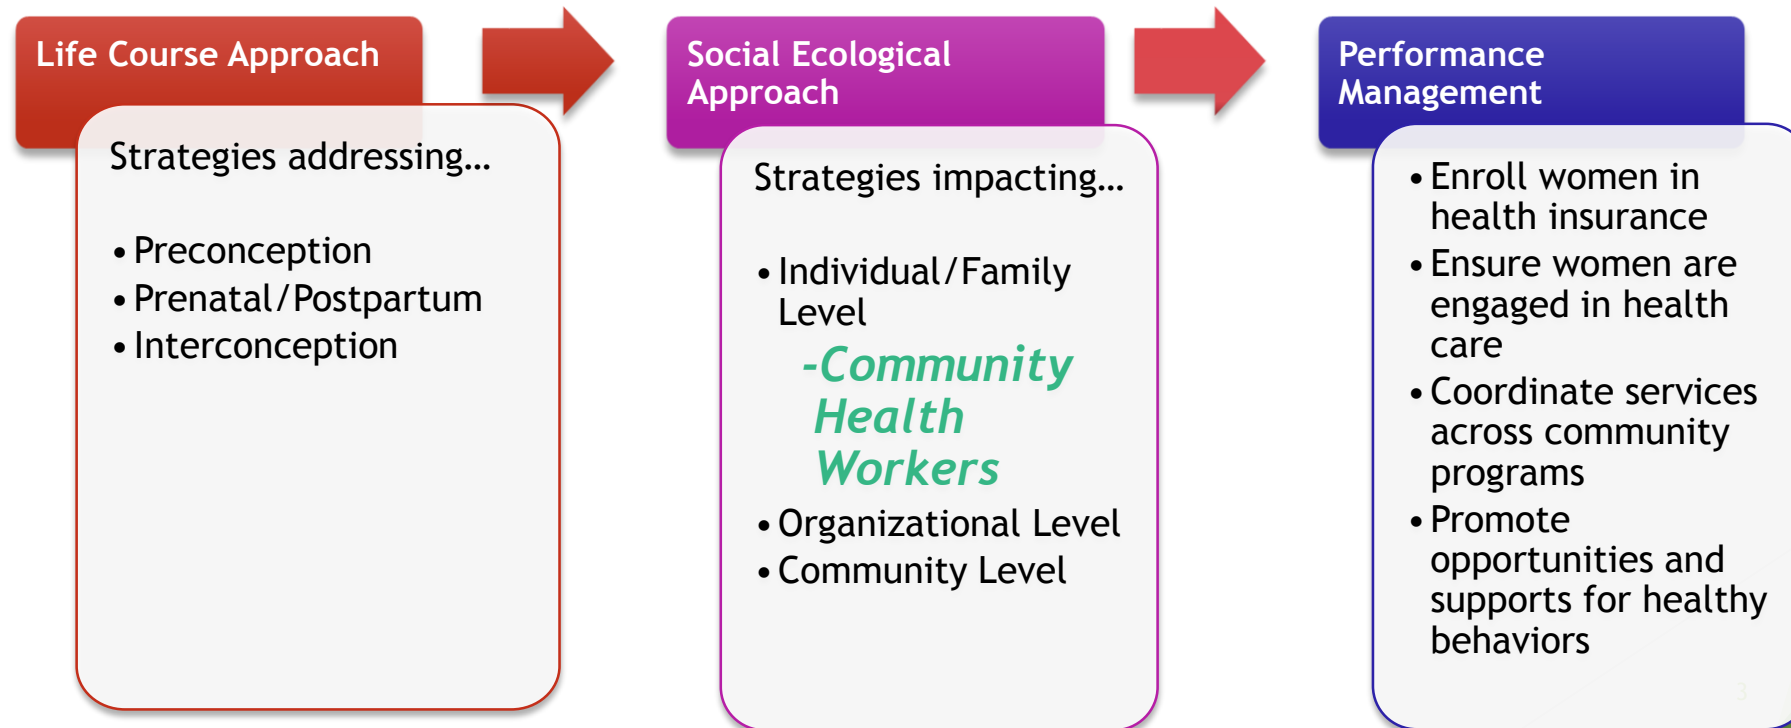 Life Course Approach
Strategies addressing…
•Preconception
•Prenatal/Postpartum
•Interconception
Social Ecological
Approach
Strategies impacting…
•Individual/Family
Level
-Community
Health
Workers
•Organizational Level
•Community Level
Performance
Management
•Enroll women in
health insurance
•Ensure women are
engaged in health
care
•Coordinate services
across community
programs
•Promote
opportunities and
supports for healthy
behaviors
3